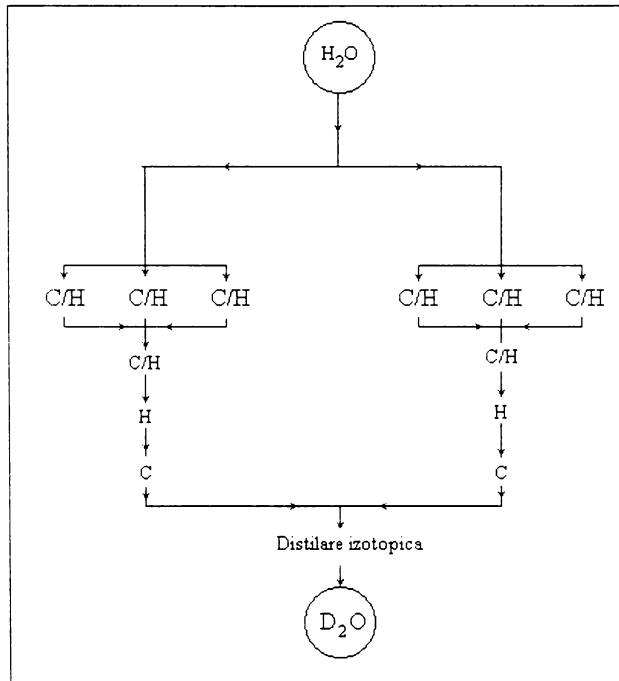 H₂O
C/H C/H C/H C/H C/H C/H
C/H C/H
H H
C C
Distilare izotopica
D₂O